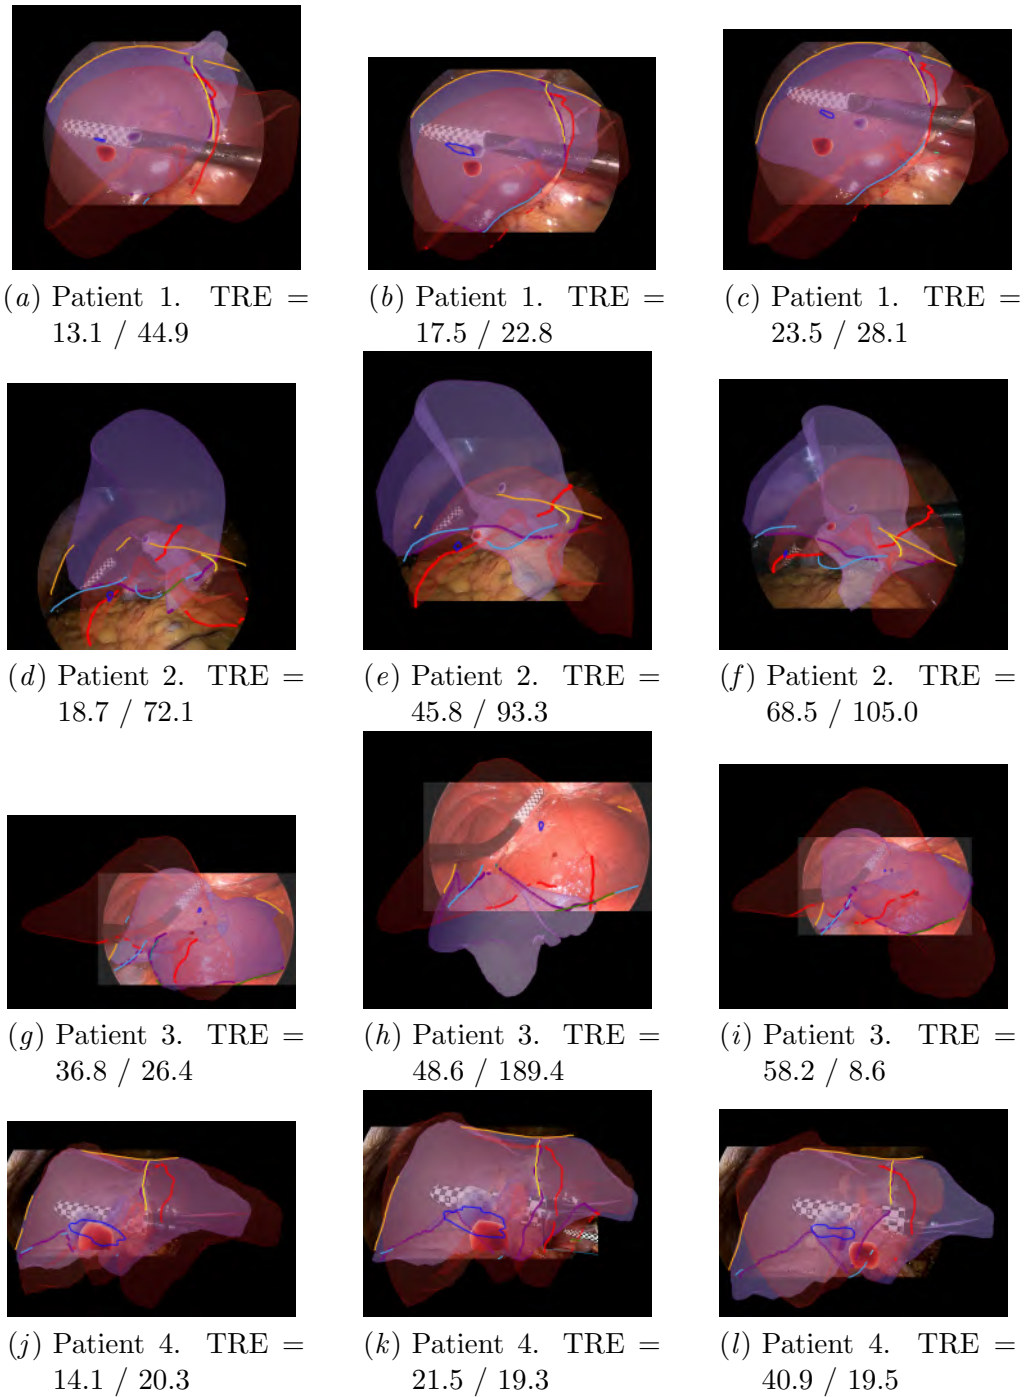 (a) Patient 1. TRE =
13.1 / 44.9
(b) Patient 1. TRE =
17.5 / 22.8
(c) Patient 1. TRE =
23.5 / 28.1
(d) Patient 2. TRE =
18.7 / 72.1
(e) Patient 2. TRE =
45.8 / 93.3
(f) Patient 2. TRE =
68.5 / 105.0
(g) Patient 3. TRE =
36.8 / 26.4
(h) Patient 3. TRE =
48.6 / 189.4
(i) Patient 3. TRE =
58.2 / 8.6
(j) Patient 4. TRE =
14.1 / 20.3
(k) Patient 4. TRE =
21.5 / 19.3
(l) Patient 4. TRE =
40.9 / 19.5